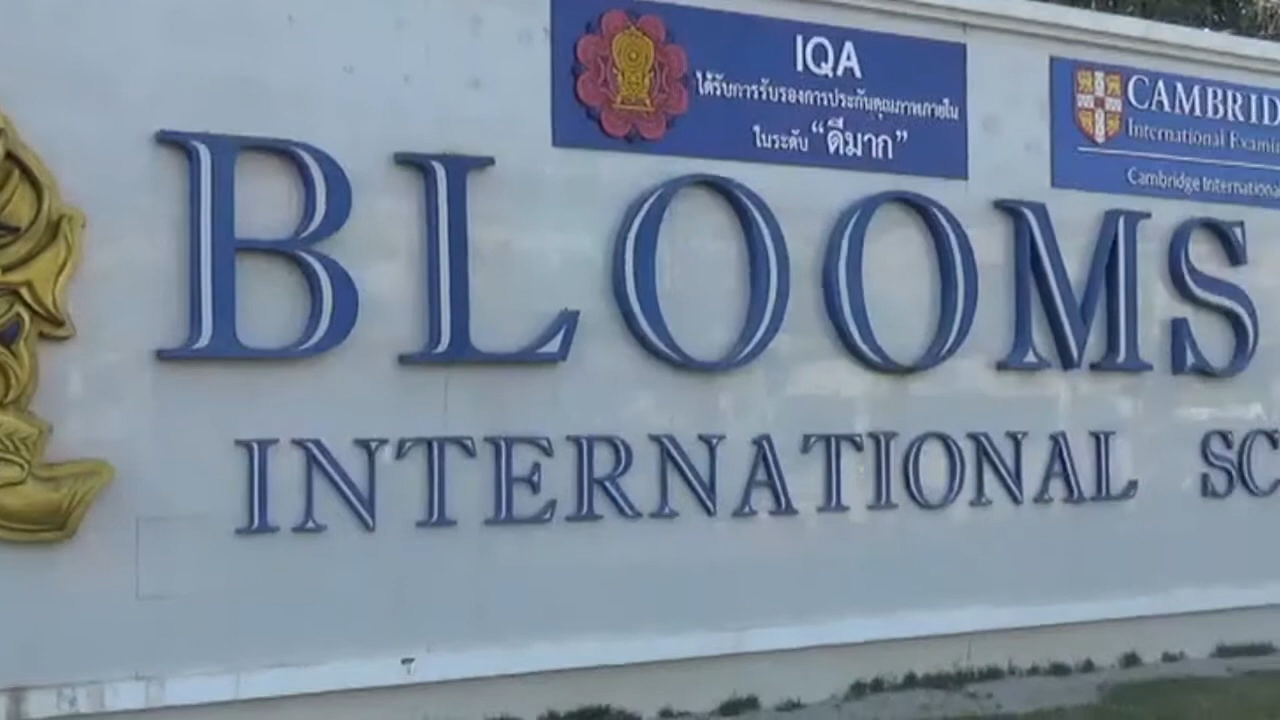 IQA
ได้รับการรับรองการประกันคุณภาพภายใน
ในระดับ “ดีมาก”
CAMBRID
International Exami
Cambridge Internationa
BLOOMS
INTERNATIONAL SC